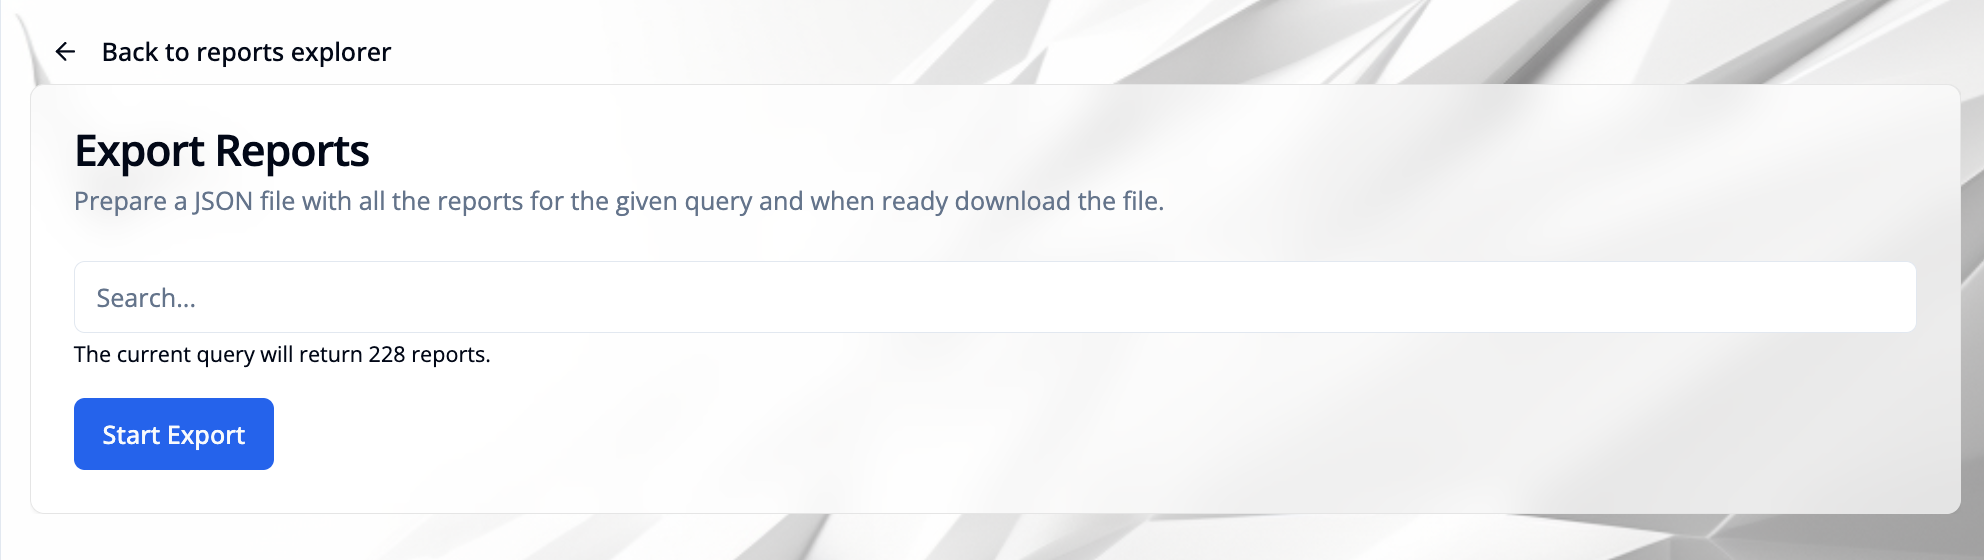 Back to reports explorer
Export Reports
Prepare a JSON file with all the reports for the given query and when ready download the file.
Search...
The current query will return 228 reports.
Start Export